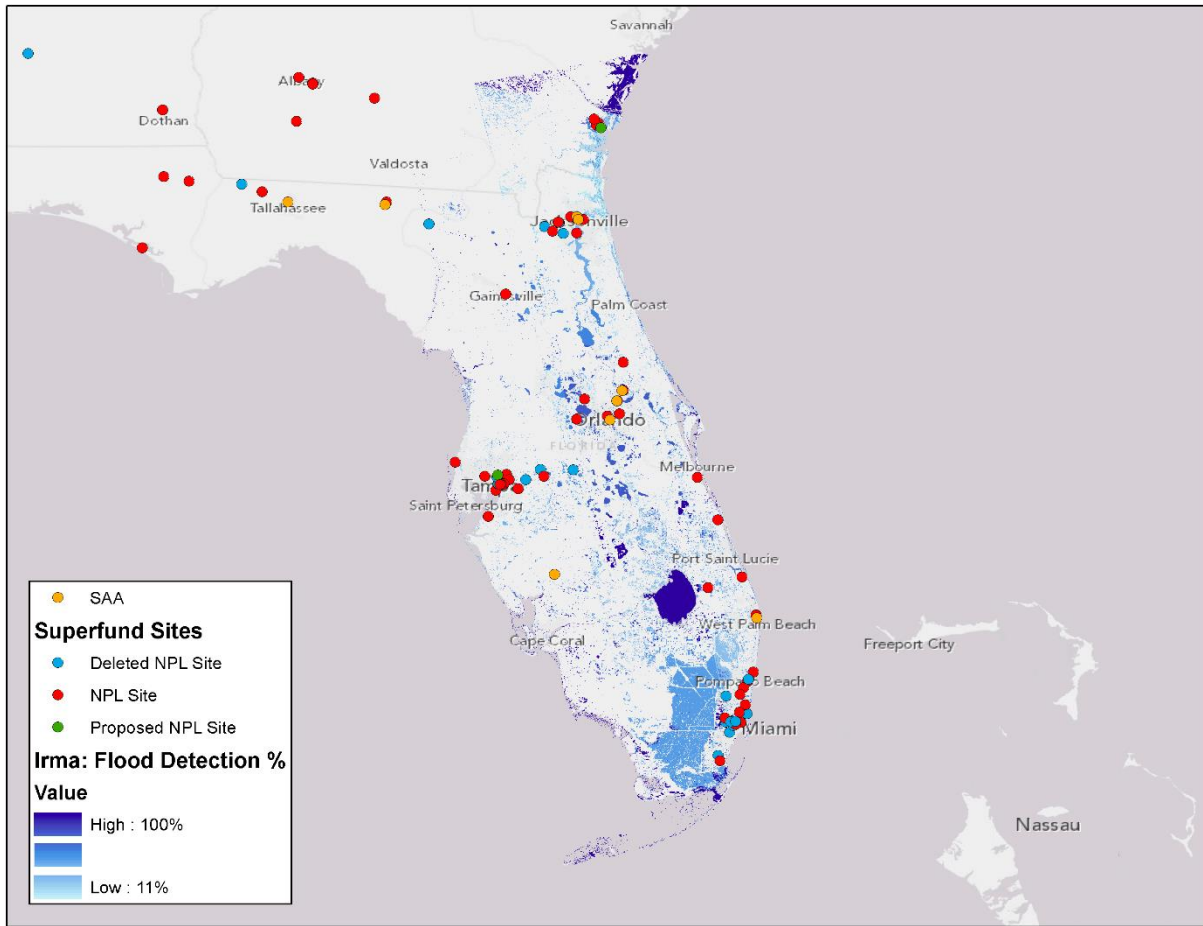 Savannah
Albany
Dothan
Valdosta
Tallahassee
Jacksonville
Gainesville
Palm Coast
Orlando
FLORIDA
Melbourne
Tampa
Saint Petersburg
Port Saint Lucie
West Palm Beach
Cape Coral
Freeport City
Pompano Beach
Miami
Nassau
SAA
Superfund Sites
Deleted NPL Site
NPL Site
Proposed NPL Site
Irma: Flood Detection %
Value
High : 100%
Low : 11%